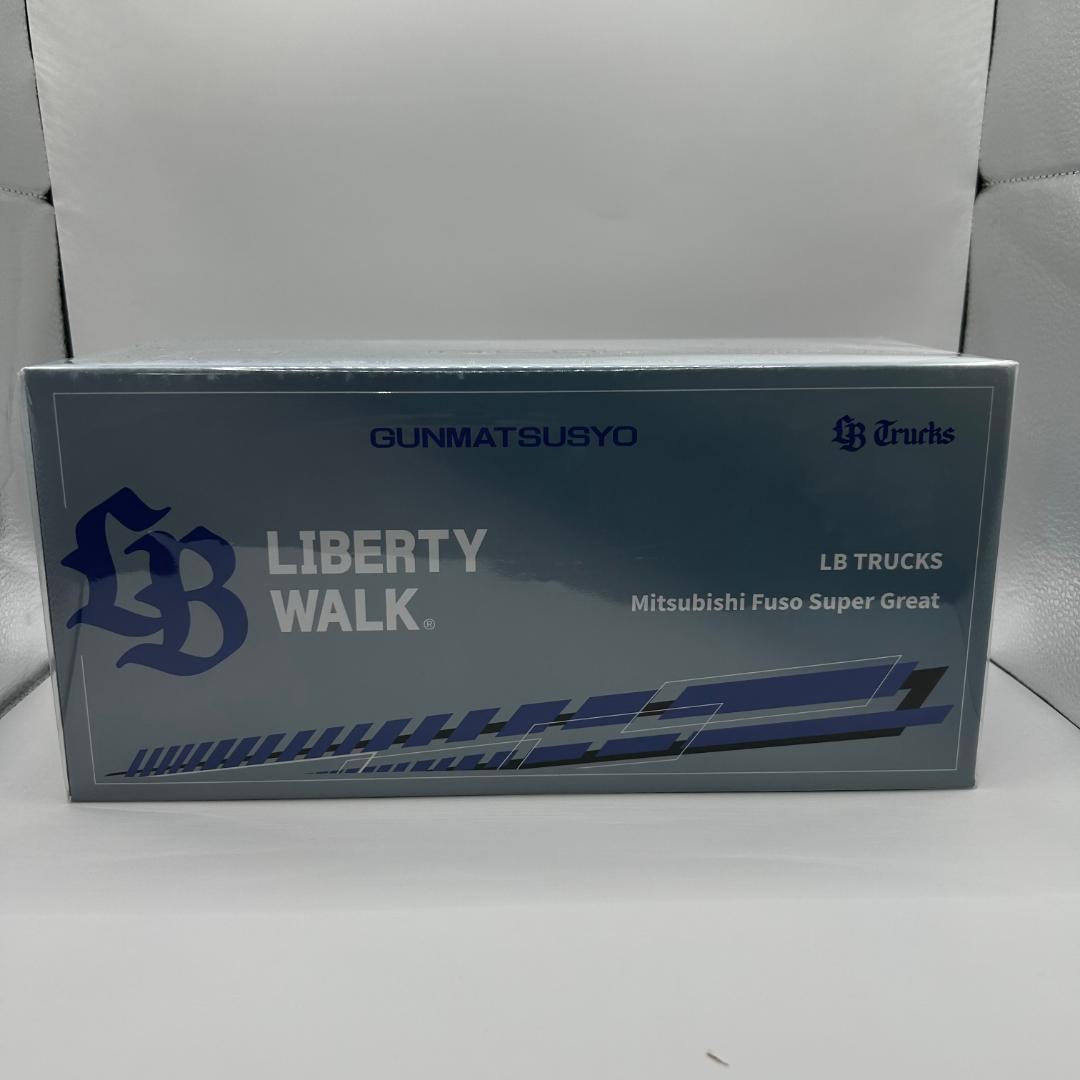 GUNMATSUSYO
LB Trucks
LB
LIBERTY
WALK®
LB TRUCKS
Mitsubishi Fuso Super Great